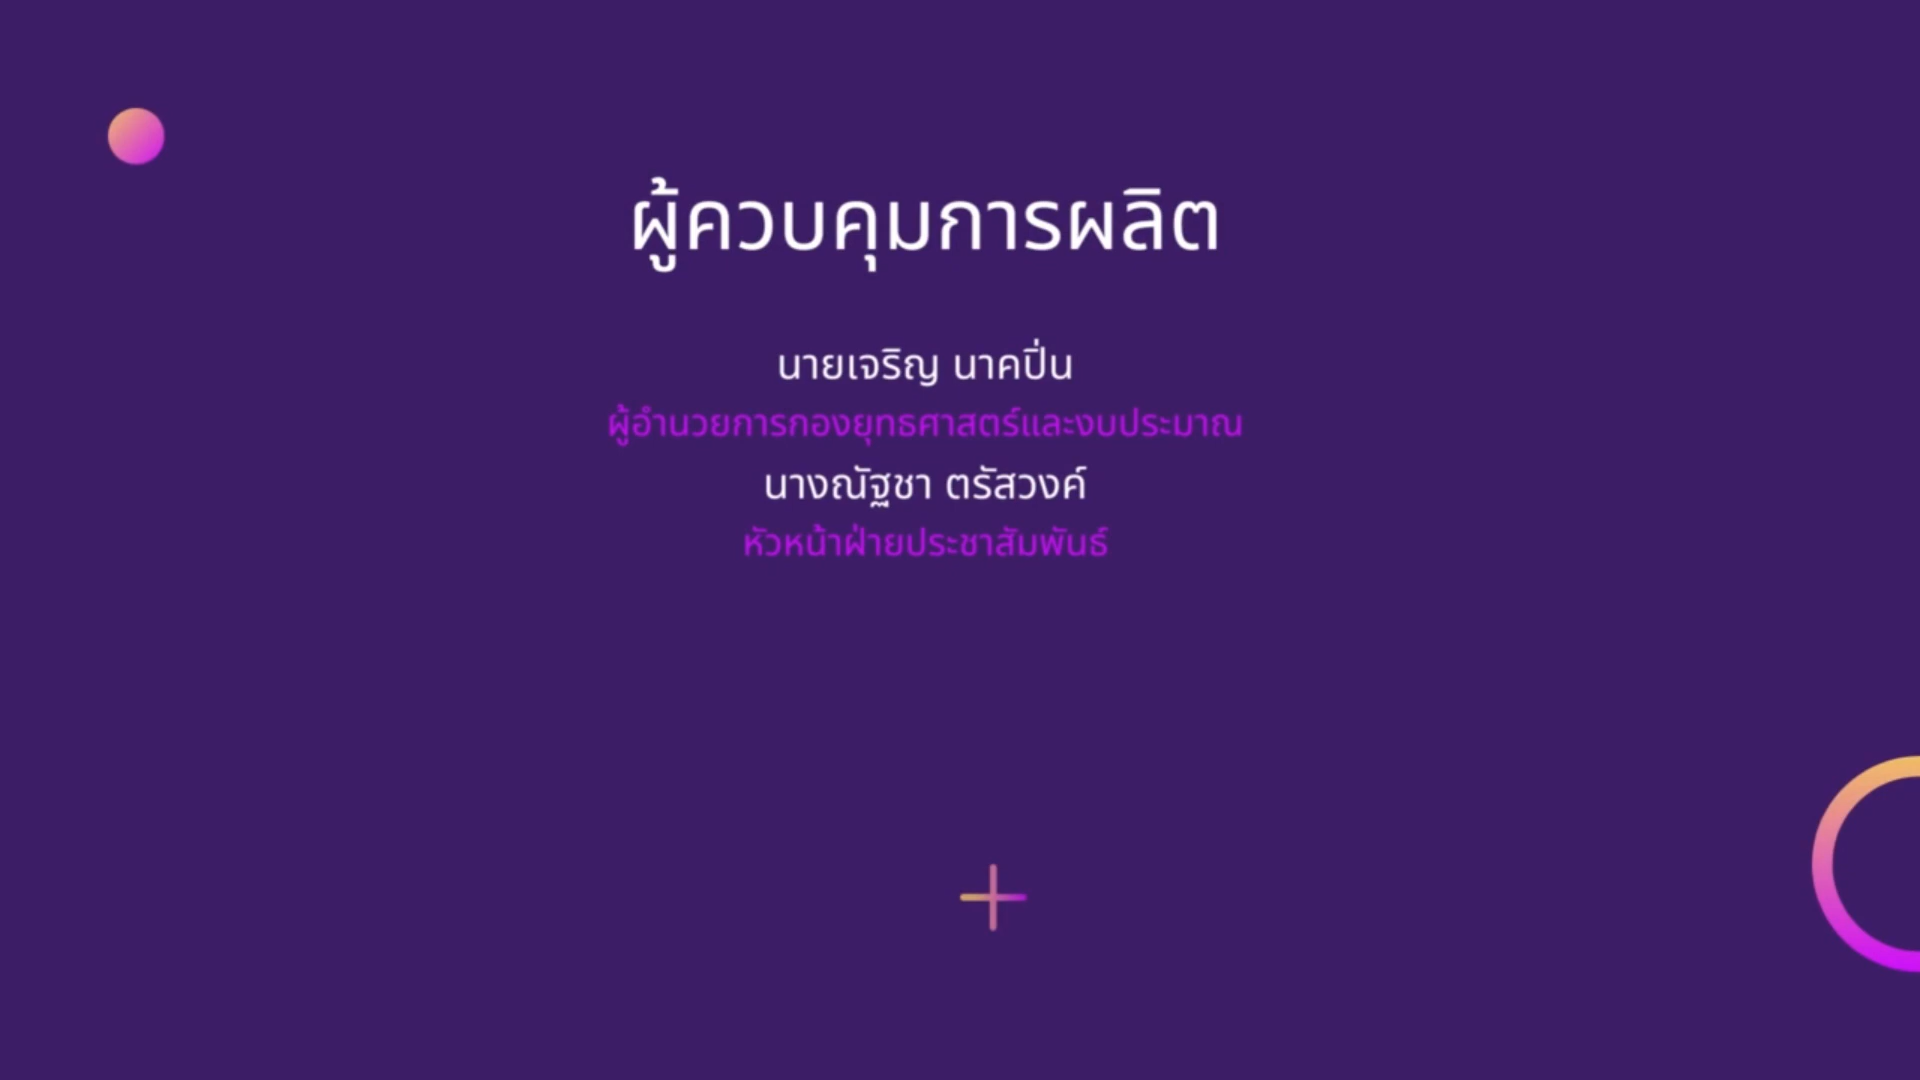 ผู้ควบคุมการผลิต
นายเจริญ นาคปิ่น
ผู้อำนวยการกองยุทธศาสตร์และงบประมาณ
นางณัฐชา ตรัสวงค์
หัวหน้าฝ่ายประชาสัมพันธ์